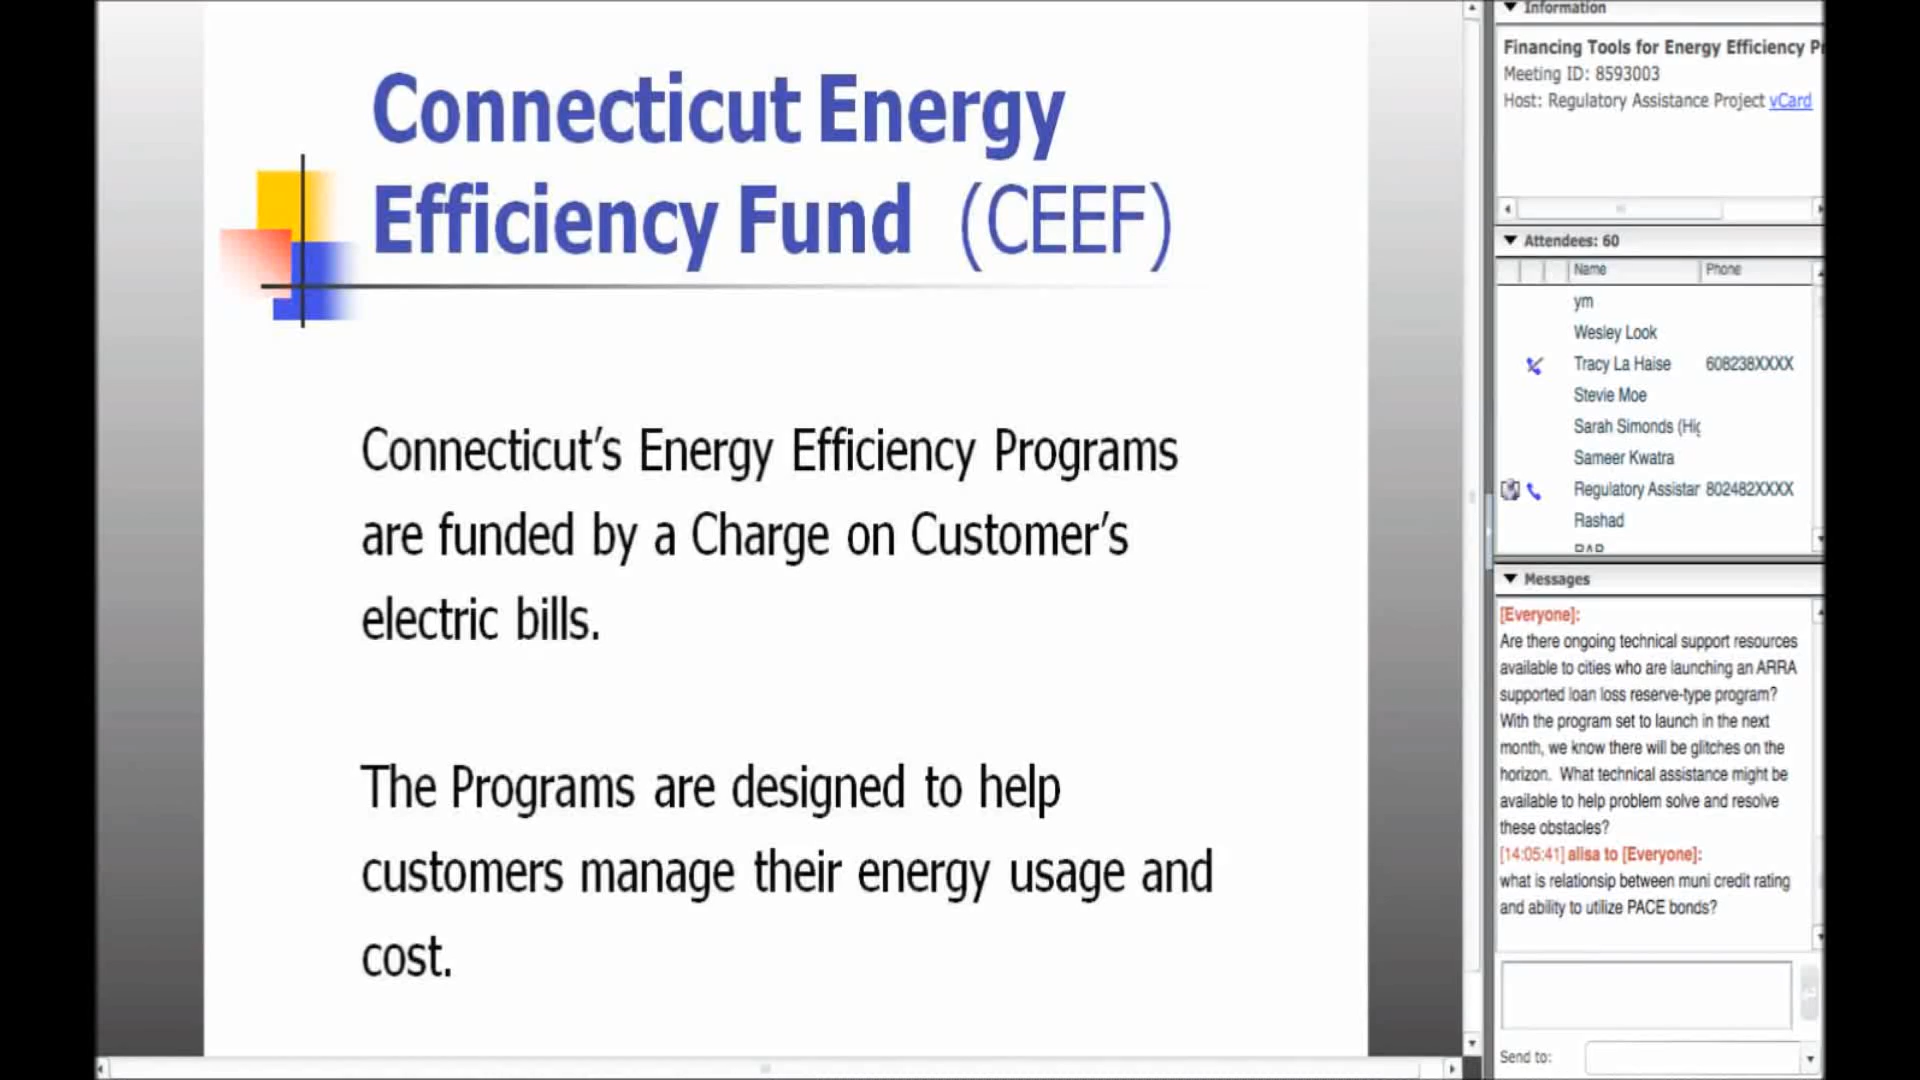 Connecticut Energy
Efficiency Fund (CEEF)
Connecticut's Energy Efficiency Programs
are funded by a Charge on Customer's
electric bills.
The Programs are designed to help
customers manage their energy usage and
cost.
Information
Financing Tools for Energy Efficiency Pr
Meeting ID: 8593003
Host: Regulatory Assistance Project vCard
Attendees: 60
Name Phone
ym
Wesley Look
Tracy La Haise 608238XXXX
Stevie Moe
Sarah Simonds (Hig
Sameer Kwatra
Regulatory Assistar 802482XXXX
Rashad
Messages
[Everyone]:
Are there ongoing technical support resources
available to cities who are launching an ARRA
supported loan loss reserve-type program?
With the program set to launch in the next
month, we know there will be glitches on the
horizon. What technical assistance might be
available to help problem solve and resolve
these obstacles?
[14:05:41] alisa to [Everyone]:
what is relationsip between muni credit rating
and ability to utilize PACE bonds?
Send to: